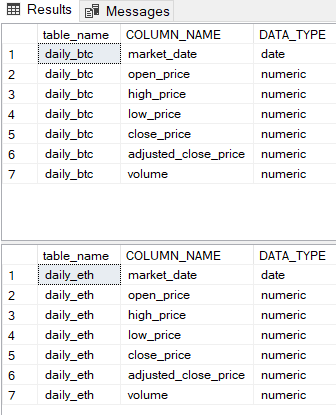 Results Messages
table_name COLUMN_NAME DATA_TYPE
1 daily_btc market_date date
2 daily_btc open_price numeric
3 daily_btc high_price numeric
4 daily_btc low_price numeric
5 daily_btc close_price numeric
6 daily_btc adjusted_close_price numeric
7 daily_btc volume numeric
table_name COLUMN_NAME DATA_TYPE
1 daily_eth market_date date
2 daily_eth open_price numeric
3 daily_eth high_price numeric
4 daily_eth low_price numeric
5 daily_eth close_price numeric
6 daily_eth adjusted_close_price numeric
7 daily_eth volume numeric